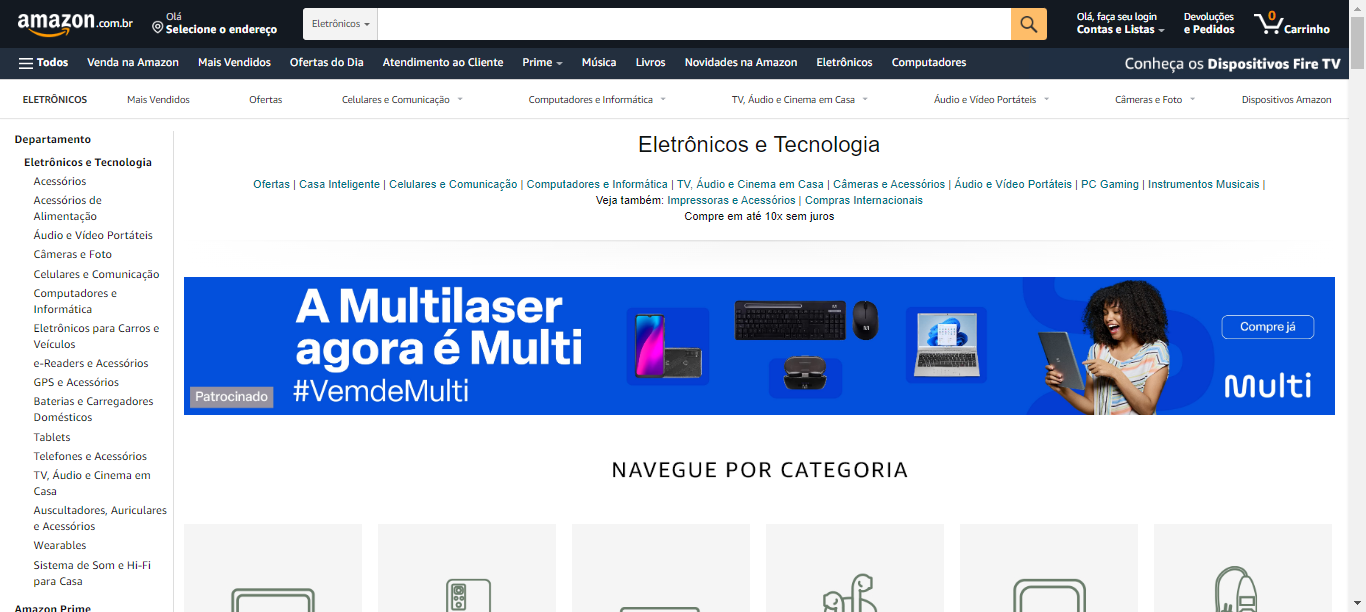 amazon.com.br
Olá
Selecione o endereço
Eletrônicos
Olá, faça seu login
Contas e Listas
Devoluções
e Pedidos
0
Carrinho
Todos
Venda na Amazon
Mais Vendidos
Ofertas do Dia
Atendimento ao Cliente
Prime
Música
Livros
Novidades na Amazon
Eletrônicos
Computadores
Conheça os Dispositivos Fire TV
ELETRÔNICOS
Mais Vendidos
Ofertas
Celulares e Comunicação
Computadores e Informática
TV, Áudio e Cinema em Casa
Áudio e Vídeo Portáteis
Câmeras e Foto
Dispositivos Amazon
Departamento
Eletrônicos e Tecnologia
Acessórios
Acessórios de
Alimentação
Áudio e Vídeo Portáteis
Câmeras e Foto
Celulares e Comunicação
Computadores e
Informática
Eletrônicos para Carros e
Veículos
e-Readers e Acessórios
GPS e Acessórios
Baterias e Carregadores
Domésticos
Tablets
Telefones e Acessórios
TV, Áudio e Cinema em
Casa
Auscultadores, Auriculares
e Acessórios
Wearables
Sistema de Som e Hi-Fi
para Casa
Amazon Prime
Eletrônicos e Tecnologia
Ofertas | Casa Inteligente | Celulares e Comunicação | Computadores e Informática | TV, Áudio e Cinema em Casa | Câmeras e Acessórios | Áudio e Vídeo Portáteis | PC Gaming | Instrumentos Musicais |
Veja também: Impressoras e Acessórios | Compras Internacionais
Compre em até 10x sem juros
A Multilaser
agora é Multi
#VemdeMulti
Patrocinado
Compre já
Multi
NAVEGUE POR CATEGORIA